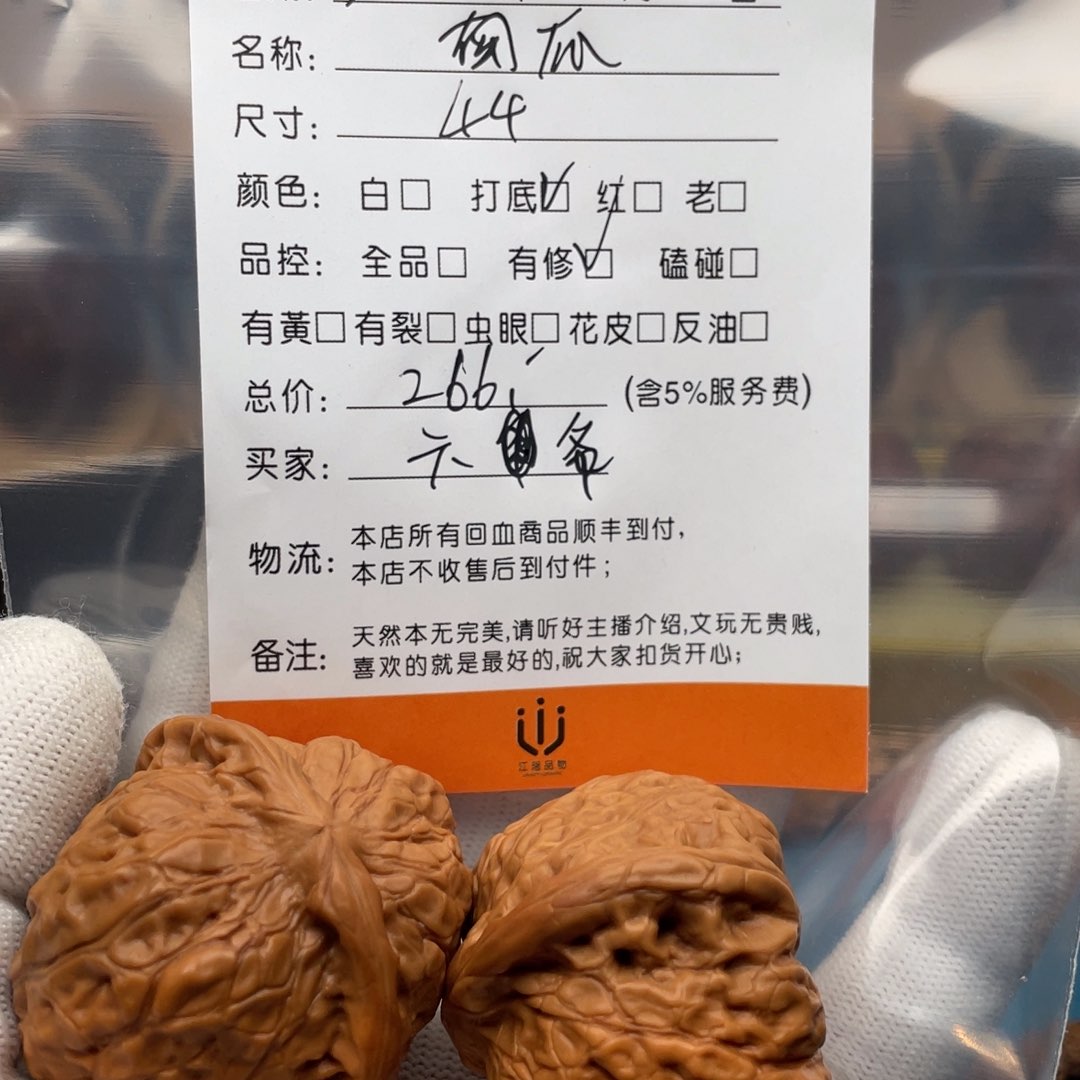 名称：
尺寸：44
颜色：白□ 打底☑ 红□ 老□
品控：全品□ 有修☑ 磕碰□
有黄□有裂□虫眼□花皮□反油□
总价：266 (含5%服务费)
买家：
物流：本店所有回血商品顺丰到付，
本店不收售后到付件；
备注：天然本无完美,请听好主播介绍,文玩无贵贱,
喜欢的就是最好的,祝大家扣货开心；